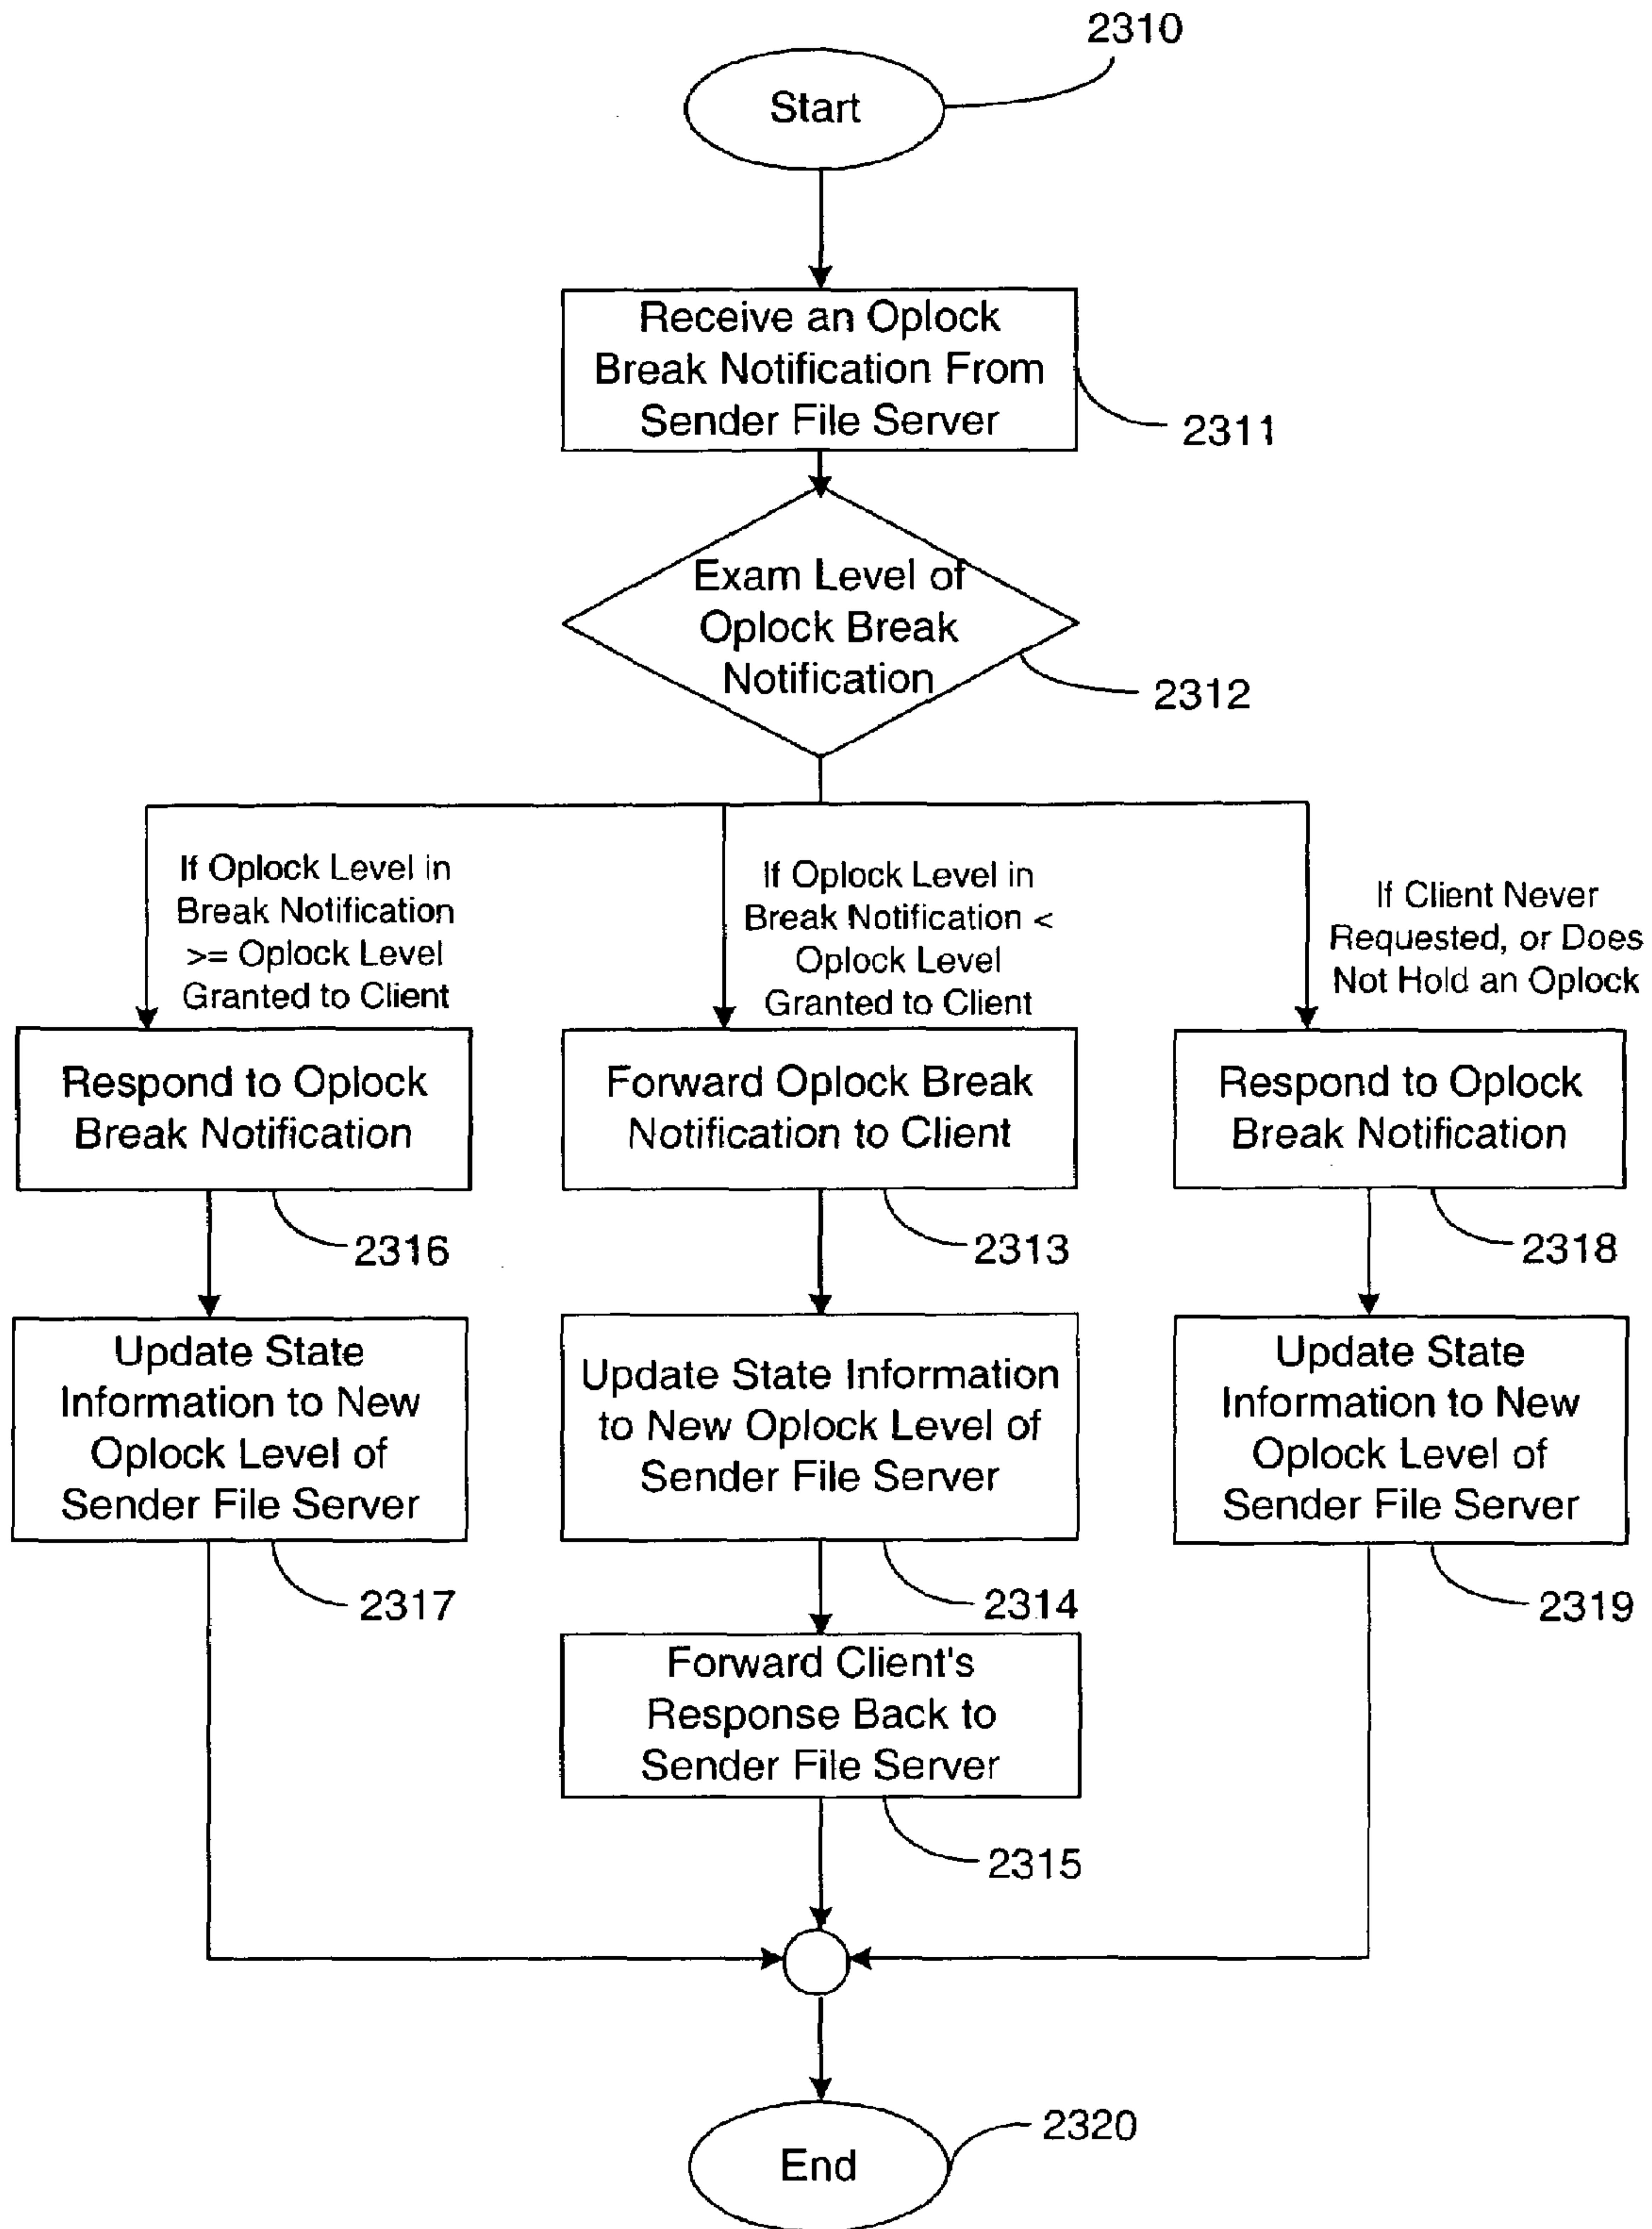 2310
Start
Receive an Oplock
Break Notification From
Sender File Server
2311
Exam Level of
Oplock Break
Notification
2312
If Oplock Level in
Break Notification
>= Oplock Level
Granted to Client
If Oplock Level in
Break Notification <
Oplock Level
Granted to Client
If Client Never
Requested, or Does
Not Hold an Oplock
Respond to Oplock
Break Notification
2316
Forward Oplock Break
Notification to Client
2313
Respond to Oplock
Break Notification
2318
Update State
Information to New
Oplock Level of
Sender File Server
2317
Update State Information
to New Oplock Level of
Sender File Server
2314
Update State
Information to New
Oplock Level of
Sender File Server
2319
Forward Client's
Response Back to
Sender File Server
2315
End
2320